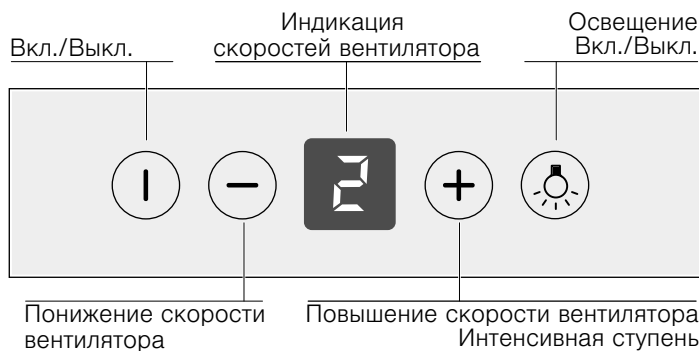 Вкл./Выкл.
Индикация
скоростей вентилятора
Освещение
Вкл./Выкл.
2
Понижение скорости
вентилятора
Повышение скорости вентилятора
Интенсивная ступень